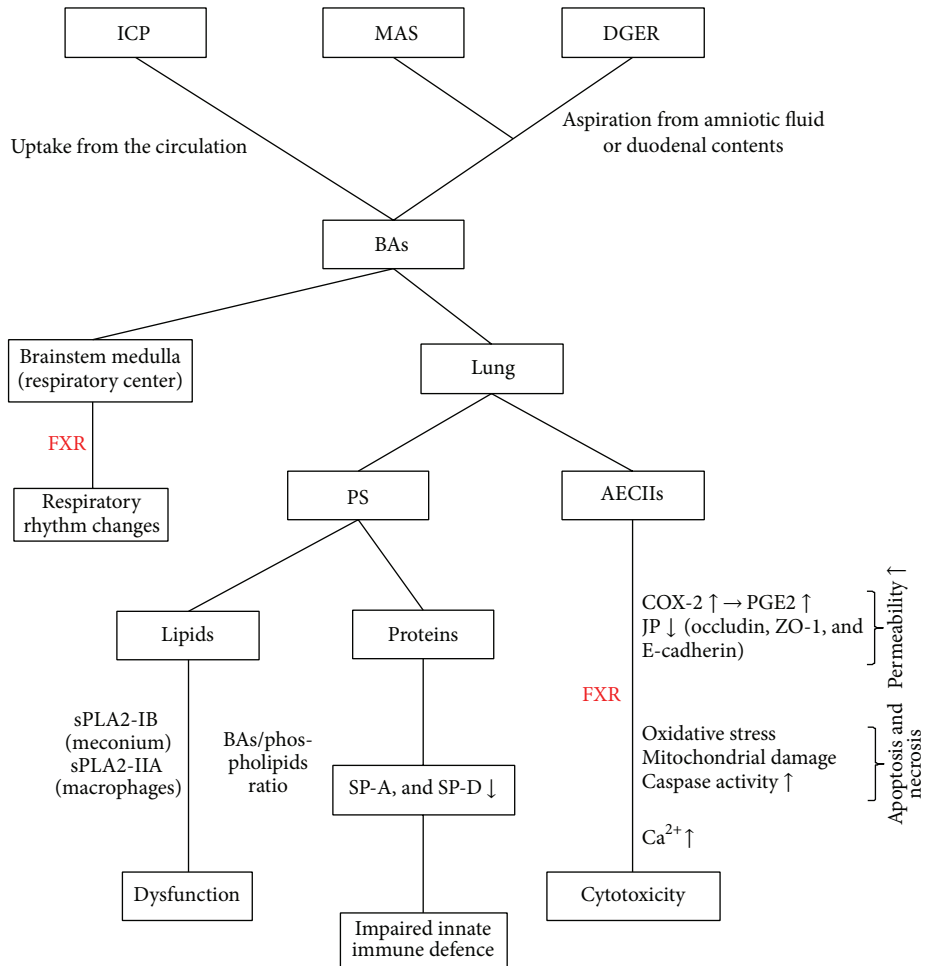 ICP
MAS
DGER
Uptake from the circulation
Aspiration from amniotic fluid
or duodenal contents
BAs
Brainstem medulla
(respiratory center)
Lung
FXR
Respiratory
rhythm changes
PS
AECIIs
Lipids
Proteins
COX-2 ↑ → PGE2 ↑
JP ↓ (occludin, ZO-1, and
E-cadherin)
Permeability ↑
FXR
sPLA2-IB
(meconium)
sPLA2-IIA
(macrophages)
BAs/phos-
pholipids
ratio
SP-A, and SP-D ↓
Oxidative stress
Mitochondrial damage
Caspase activity ↑
Apoptosis and
necrosis
Ca²⁺ ↑
Dysfunction
Impaired innate
immune defence
Cytotoxicity